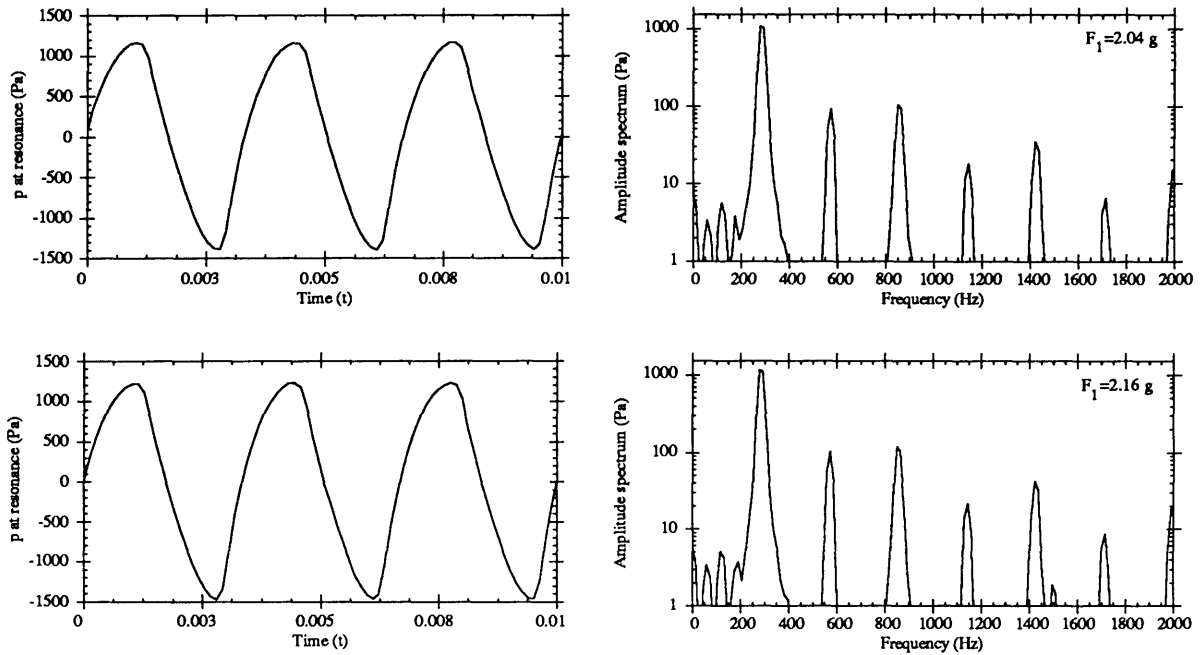 1500
1000
500
0
-500
-1000
-1500
p at resonance (Pa)
0 0.003 0.005 0.008 0.01
Time (t)
1000
100
10
1
Amplitude spectrum (Pa)
F1=2.04 g
0 200 400 600 800 1000 1200 1400 1600 1800 2000
Frequency (Hz)
1500
1000
500
0
-500
-1000
-1500
p at resonance (Pa)
0 0.003 0.005 0.008 0.01
Time (t)
1000
100
10
1
Amplitude spectrum (Pa)
F1=2.16 g
0 200 400 600 800 1000 1200 1400 1600 1800 2000
Frequency (Hz)